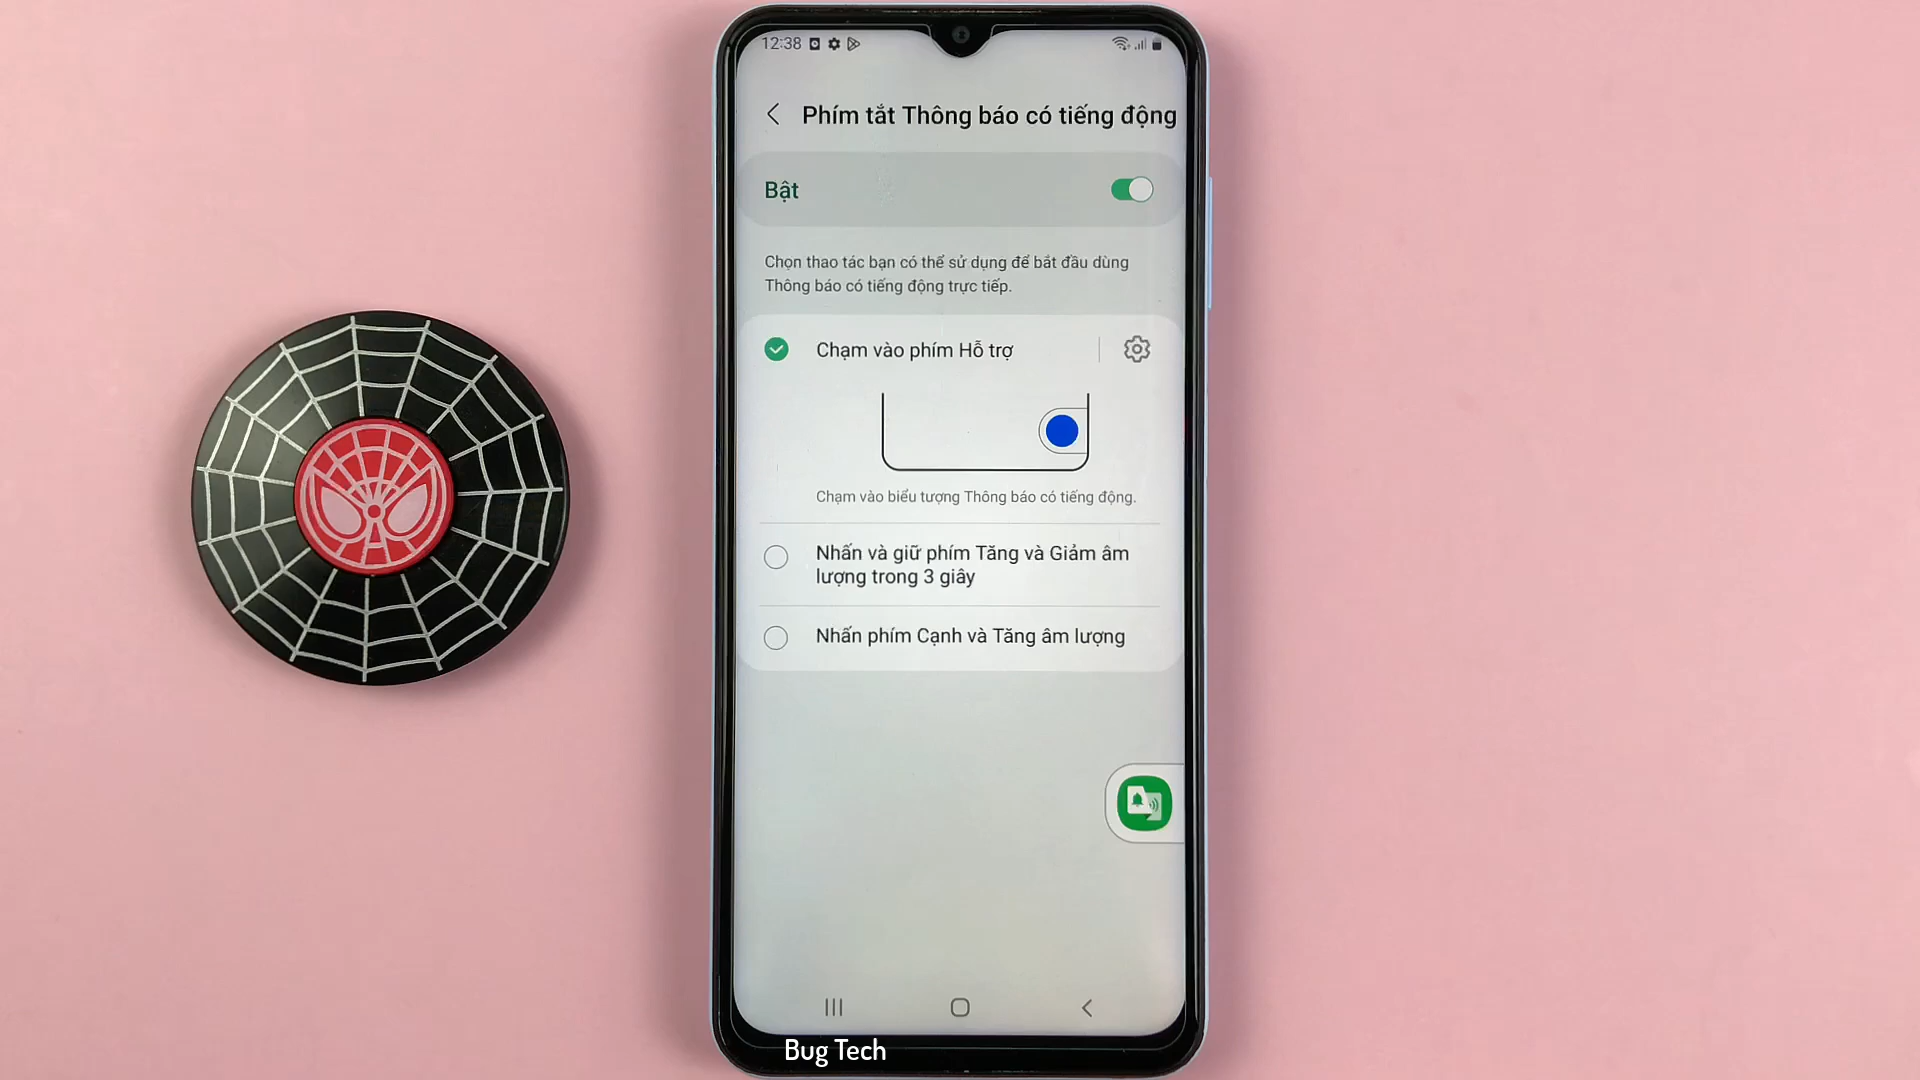 12:38
Phím tắt Thông báo có tiếng động
Bật
Chọn thao tác bạn có thể sử dụng để bắt đầu dùng
Thông báo có tiếng động trực tiếp.
Chạm vào phím Hỗ trợ
Chạm vào biểu tượng Thông báo có tiếng động.
Nhấn và giữ phím Tăng và Giảm âm
lượng trong 3 giây
Nhấn phím Cạnh và Tăng âm lượng
Bug Tech